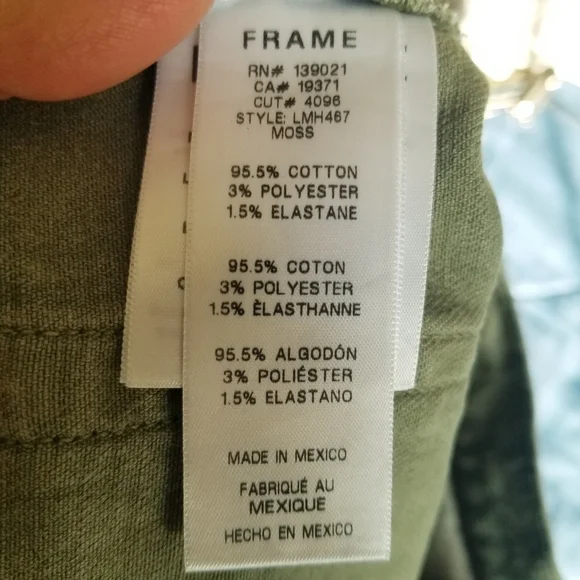 FRAME
RN# 139021
CA# 19371
CUT# 4096
STYLE: LMH467
MOSS
95.5% COTTON
3% POLYESTER
1.5% ELASTANE
95.5% COTON
3% POLYESTER
1.5% ÈLASTHANNE
95.5% ALGODÓN
3% POLIÉSTER
1.5% ELASTANO
MADE IN MEXICO
FABRIQUÉ AU
MEXIQUE
HECHO EN MEXICO